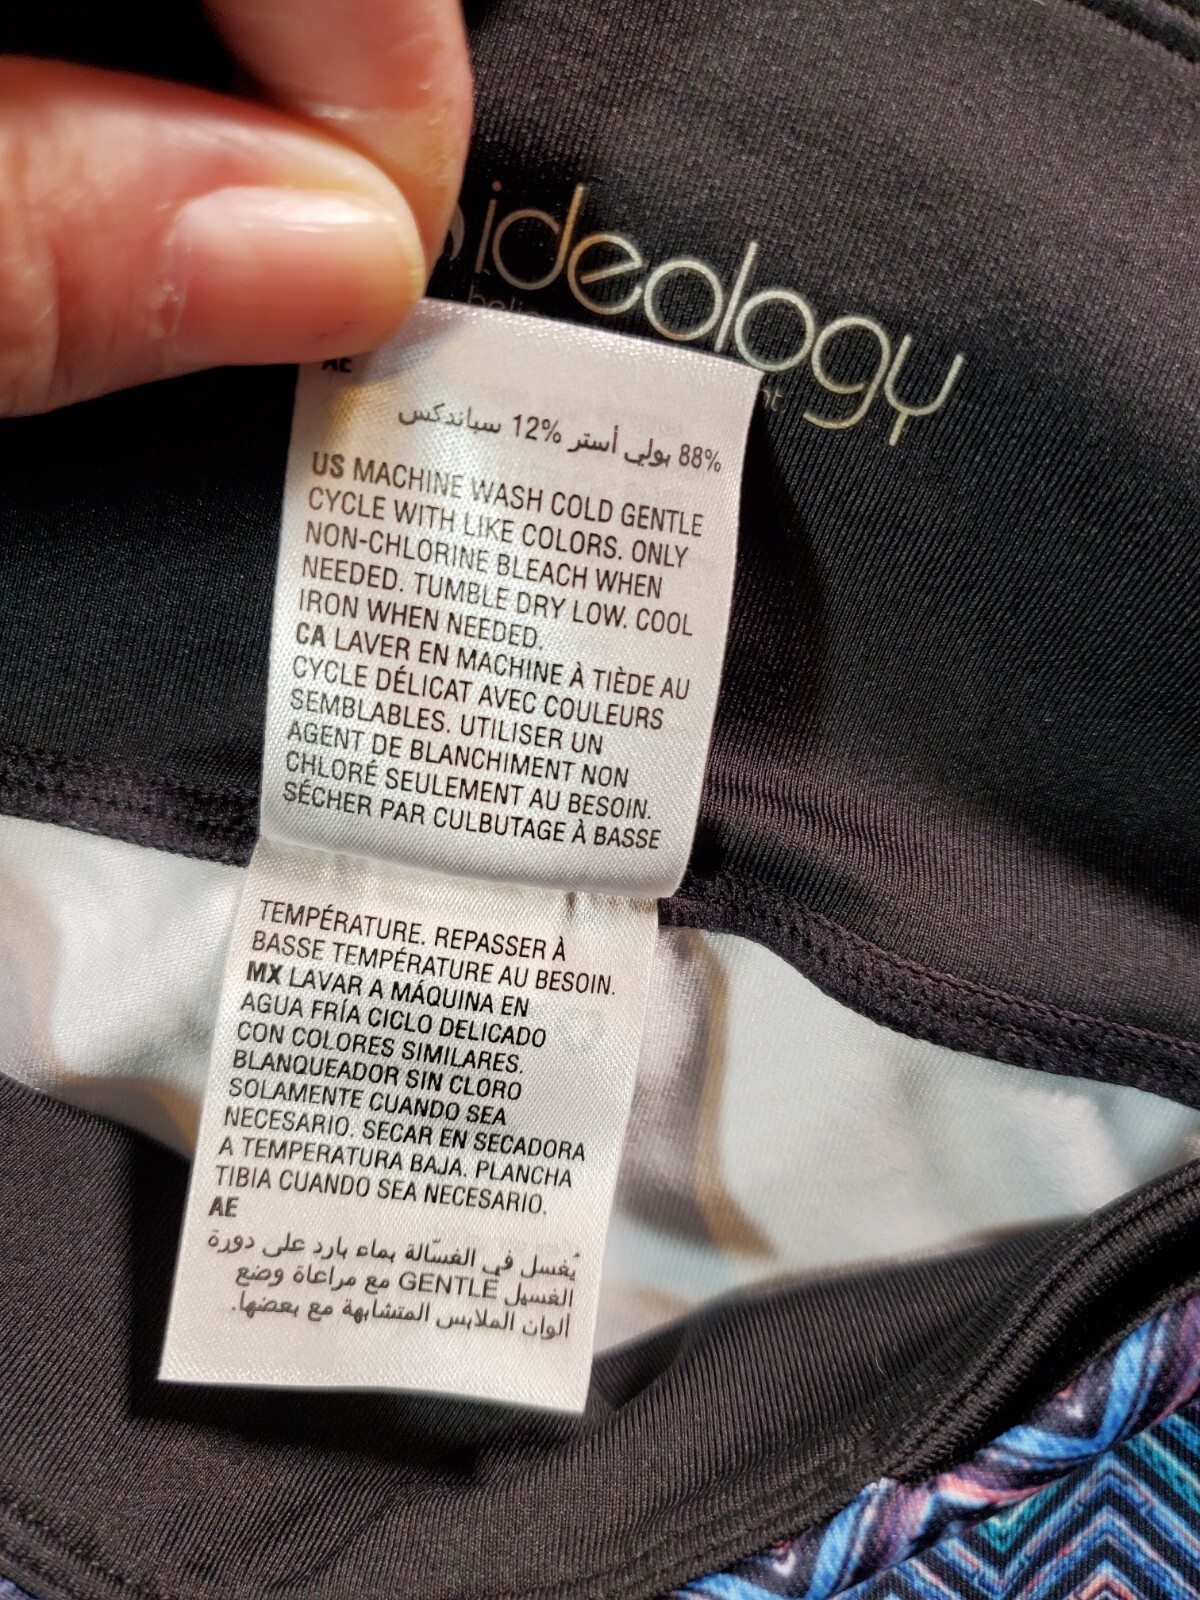 ideology
AE
88% بولي أستر 12% سباندكس
US MACHINE WASH COLD GENTLE
CYCLE WITH LIKE COLORS. ONLY
NON-CHLORINE BLEACH WHEN
NEEDED. TUMBLE DRY LOW. COOL
IRON WHEN NEEDED.
CA LAVER EN MACHINE À TIÈDE AU
CYCLE DÉLICAT AVEC COULEURS
SEMBLABLES. UTILISER UN
AGENT DE BLANCHIMENT NON
CHLORÉ SEULEMENT AU BESOIN.
SÉCHER PAR CULBUTAGE À BASSE
TEMPÉRATURE. REPASSER À
BASSE TEMPÉRATURE AU BESOIN.
MX LAVAR A MÁQUINA EN
AGUA FRÍA CICLO DELICADO
CON COLORES SIMILARES.
BLANQUEADOR SIN CLORO
SOLAMENTE CUANDO SEA
NECESARIO. SECAR EN SECADORA
A TEMPERATURA BAJA. PLANCHA
TIBIA CUANDO SEA NECESARIO.
AE
يُغسل في الغسّالة بماء بارد على دورة
الغسيل GENTLE مع مراعاة وضع
ألوان الملابس المتشابهة مع بعضها.